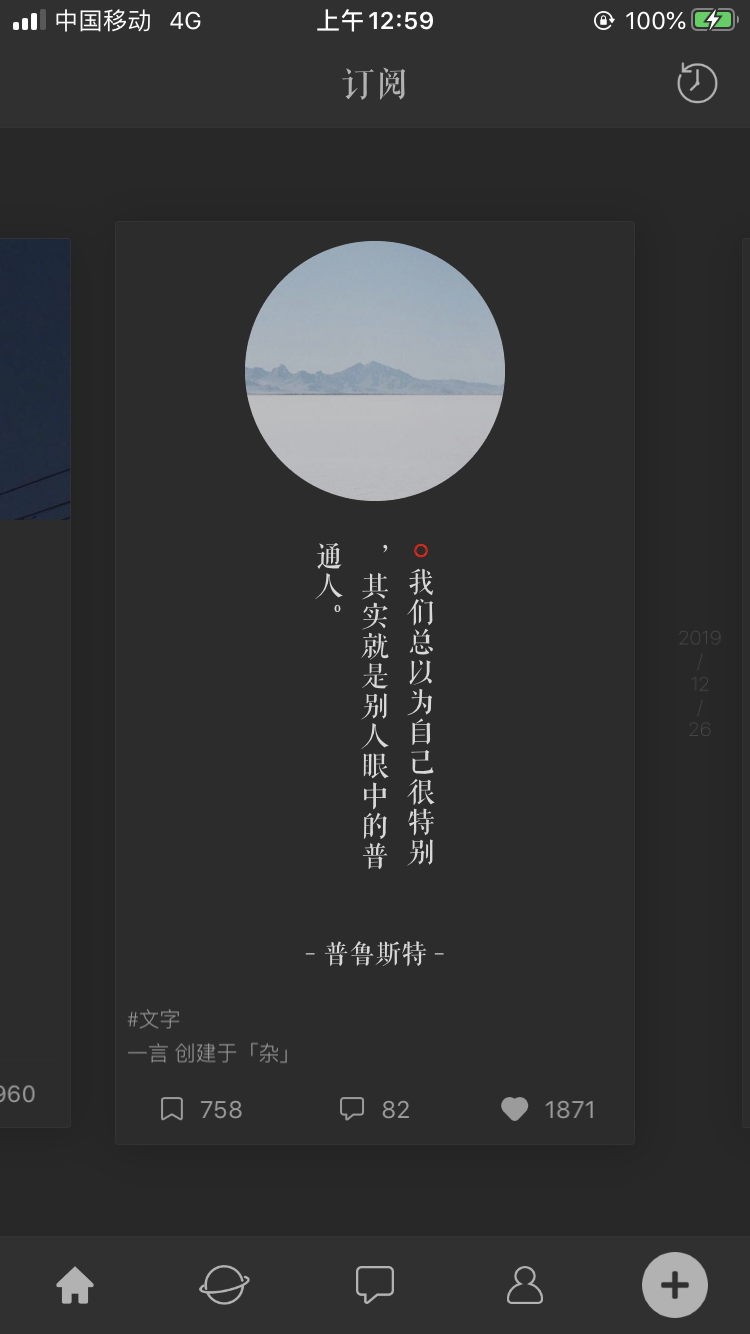 中国移动 4G 上午12:59 100%
订阅
我们总以为自己很特别
，其实就是别人眼中的普
通人。
- 普鲁斯特 -
#文字
一言 创建于「杂」
758 82 1871
960
2019
/
12
/
26